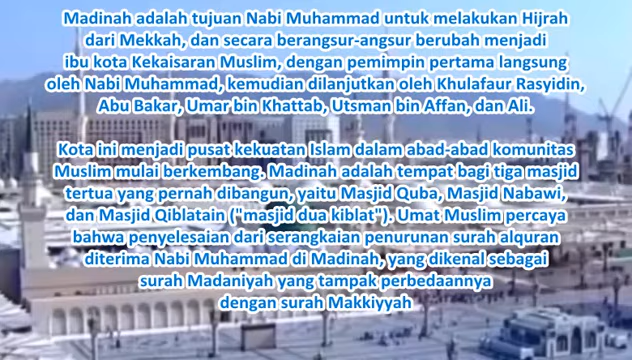 Madinah adalah tujuan Nabi Muhammad untuk melakukan Hijrah
dari Mekkah, dan secara berangsur-angsur berubah menjadi
ibu kota Kekaisaran Muslim, dengan pemimpin pertama langsung
oleh Nabi Muhammad, kemudian dilanjutkan oleh Khulafaur Rasyidin,
Abu Bakar, Umar bin Khattab, Utsman bin Affan, dan Ali.
Kota ini menjadi pusat kekuatan Islam dalam abad-abad komunitas
Muslim mulai berkembang. Madinah adalah tempat bagi tiga masjid
tertua yang pernah dibangun, yaitu Masjid Quba, Masjid Nabawi,
dan Masjid Qiblatain ("masjid dua kiblat"). Umat Muslim percaya
bahwa penyelesaian dari serangkaian penurunan surah alquran
diterima Nabi Muhammad di Madinah, yang dikenal sebagai
surah Madaniyah yang tampak perbedaannya
dengan surah Makkiyyah